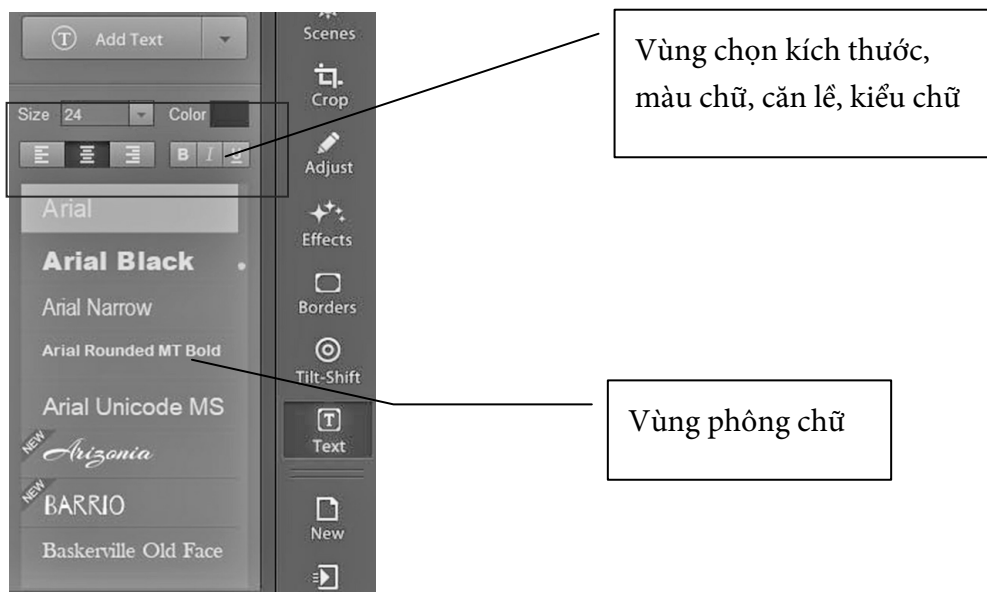 Add Text
Size 24 Color
B I U
Arial
Arial Black
Arial Narrow
Arial Rounded MT Bold
Arial Unicode MS
NEW Arizonia
NEW BARRIO
Baskerville Old Face
Scenes
Crop
Adjust
Effects
Borders
Tilt-Shift
Text
New
Vùng chọn kích thước,
màu chữ, căn lề, kiểu chữ
Vùng phông chữ